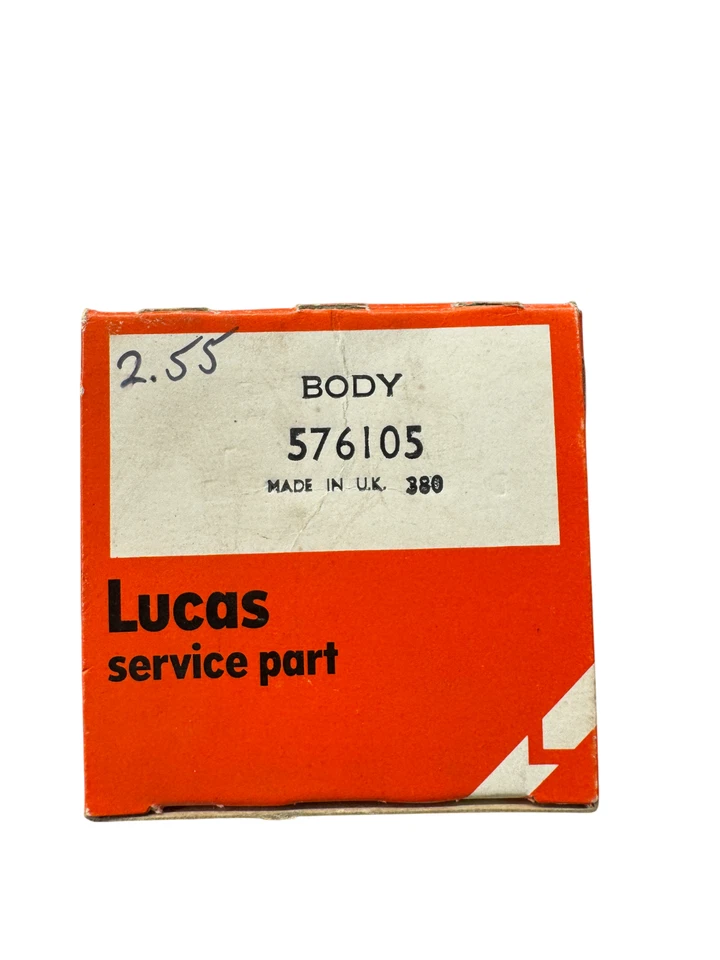 2.55
BODY
576105
MADE IN U.K. 380
Lucas
service part